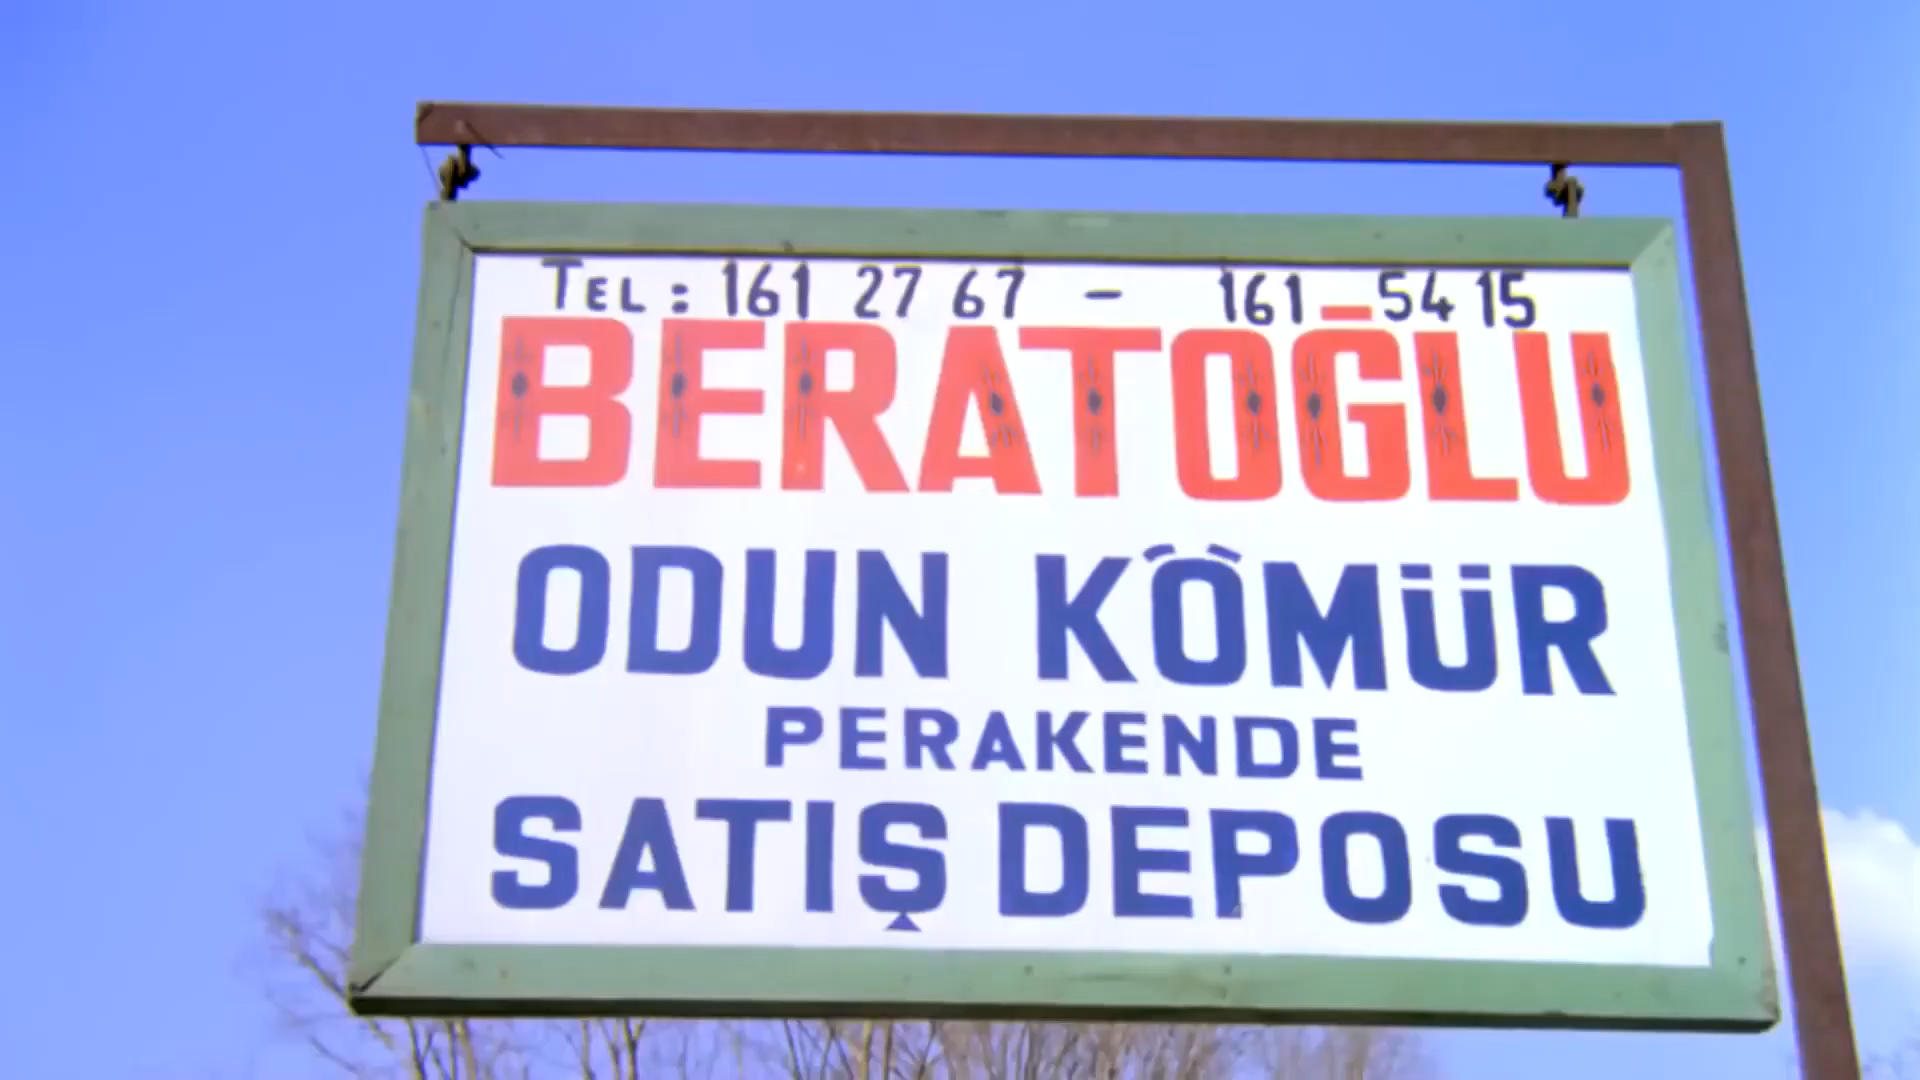 TEL: 161 27 67 - 161 54 15
BERATOĞLU
ODUN KÖMÜR
PERAKENDE
SATIŞ DEPOSU